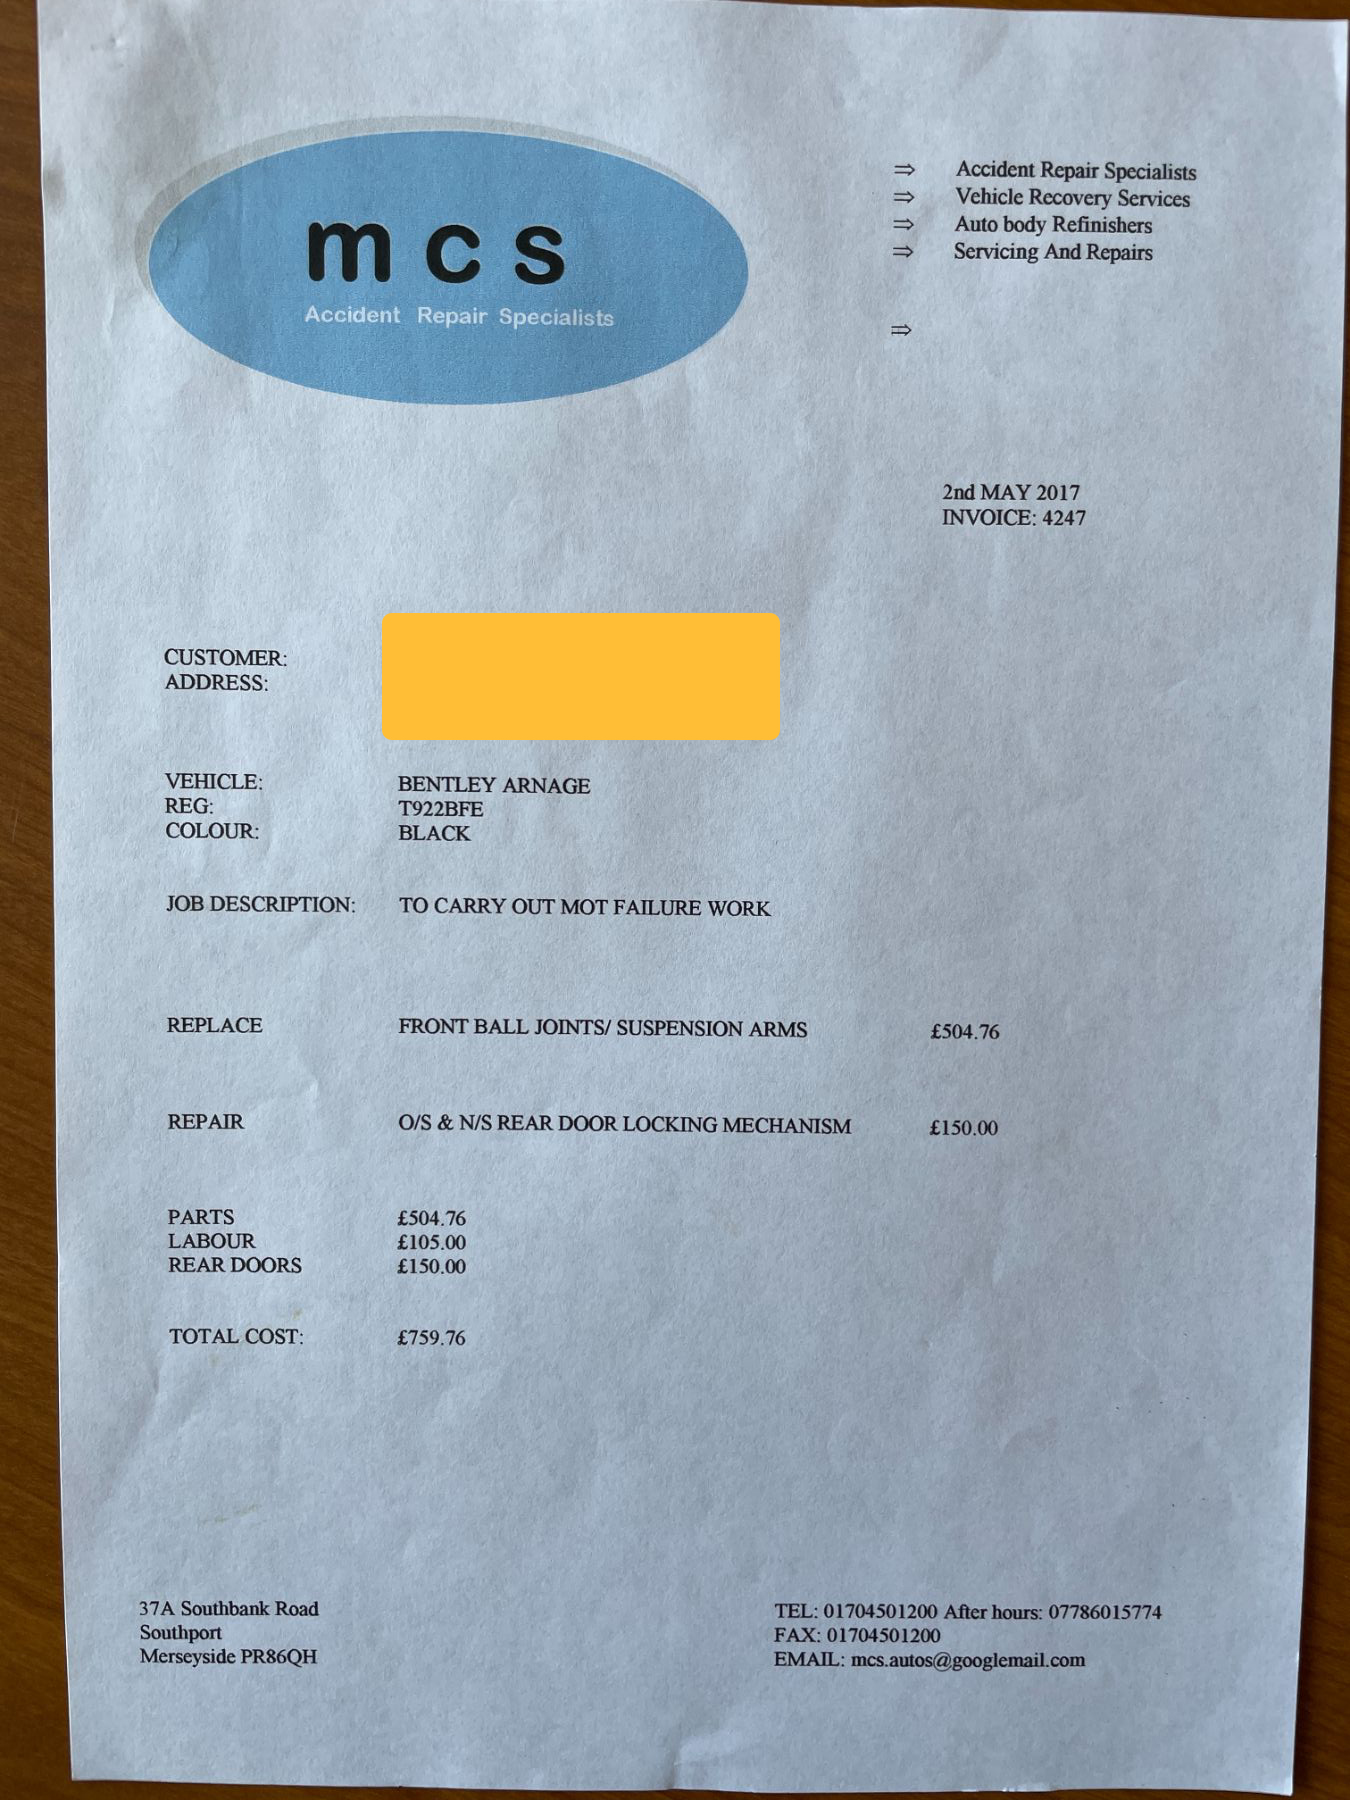 mcs
Accident Repair Specialists
⇒ Accident Repair Specialists
⇒ Vehicle Recovery Services
⇒ Auto body Refinishers
⇒ Servicing And Repairs
⇒
2nd MAY 2017
INVOICE: 4247
CUSTOMER:
ADDRESS:
VEHICLE: BENTLEY ARNAGE
REG: T922BFE
COLOUR: BLACK
JOB DESCRIPTION: TO CARRY OUT MOT FAILURE WORK
REPLACE FRONT BALL JOINTS/ SUSPENSION ARMS £504.76
REPAIR O/S & N/S REAR DOOR LOCKING MECHANISM £150.00
PARTS £504.76
LABOUR £105.00
REAR DOORS £150.00
TOTAL COST: £759.76
37A Southbank Road
Southport
Merseyside PR86QH
TEL: 01704501200 After hours: 07786015774
FAX: 01704501200
EMAIL: mcs.autos@googlemail.com